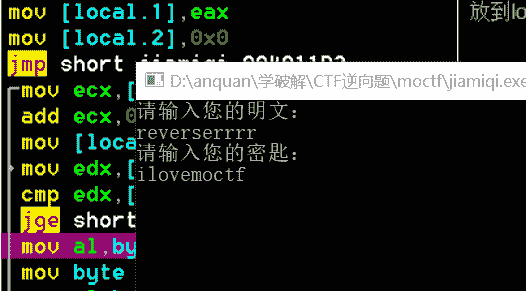 mov [local.1],eax
mov [local.2],0x0
jmp short
mov ecx,[
add ecx,0
mov [loca
mov edx,[
cmp edx,[
jge short
mov al,by
mov byte
放到lo
D:\anquan\学破解\CTF逆向题\moctf\jiamiqi.exe
请输入您的明文：
reverserrrr
请输入您的密匙：
ilovemoctf